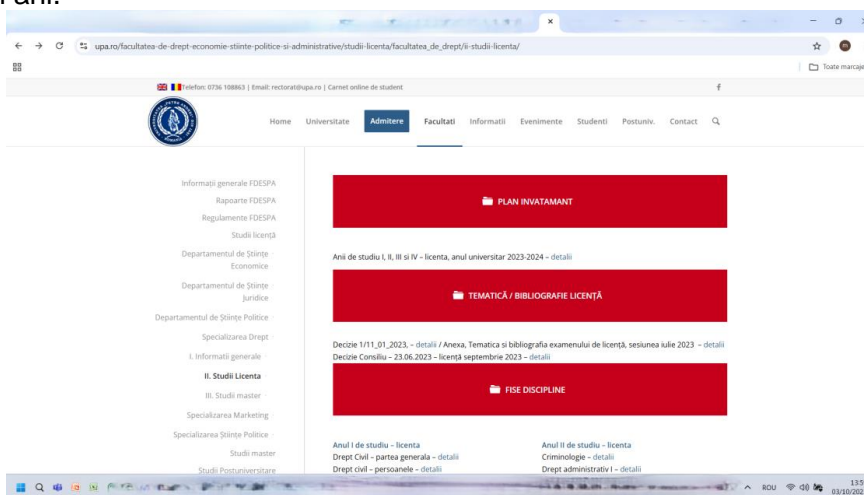 upa.ro/facultatea-de-drept-economie-stiinte-politice-si-administrative/studii-licenta/facultatea_de_drept/ii-studii-licenta/
Toate marcaje
Telefon: 0736 108863 | Email: rectorat@upa.ro | Carnet online de student
Home Universitate Admitere Facultati Informatii Evenimente Studenti Postuniv. Contact
Informații generale FDESPA
Rapoarte FDESPA
Regulamente FDESPA
Studii licență
Departamentul de Științe
Economice
Departamentul de Științe
Juridice
Departamentul de Științe Politice
Specializarea Drept
I. Informatii generale
II. Studii Licenta
III. Studii master
Specializarea Marketing
Specializarea Științe Politice
Studii master
Studii Postuniversitare
PLAN INVATAMANT
Anii de studiu I, II, III si IV – licenta, anul universitar 2023-2024 – detalii
TEMATICĂ / BIBLIOGRAFIE LICENȚĂ
Decizie 1/11_01_2023, – detalii / Anexa, Tematica si bibliografia examenului de licență, sesiunea iulie 2023 – detalii
Decizie Consiliu – 23.06.2023 – licență septembrie 2023 – detalii
FISE DISCIPLINE
Anul I de studiu – licenta
Drept Civil – partea generala – detalii
Drept civil – persoanele – detalii
Anul II de studiu – licenta
Criminologie – detalii
Drept administrativ I – detalii
ROU